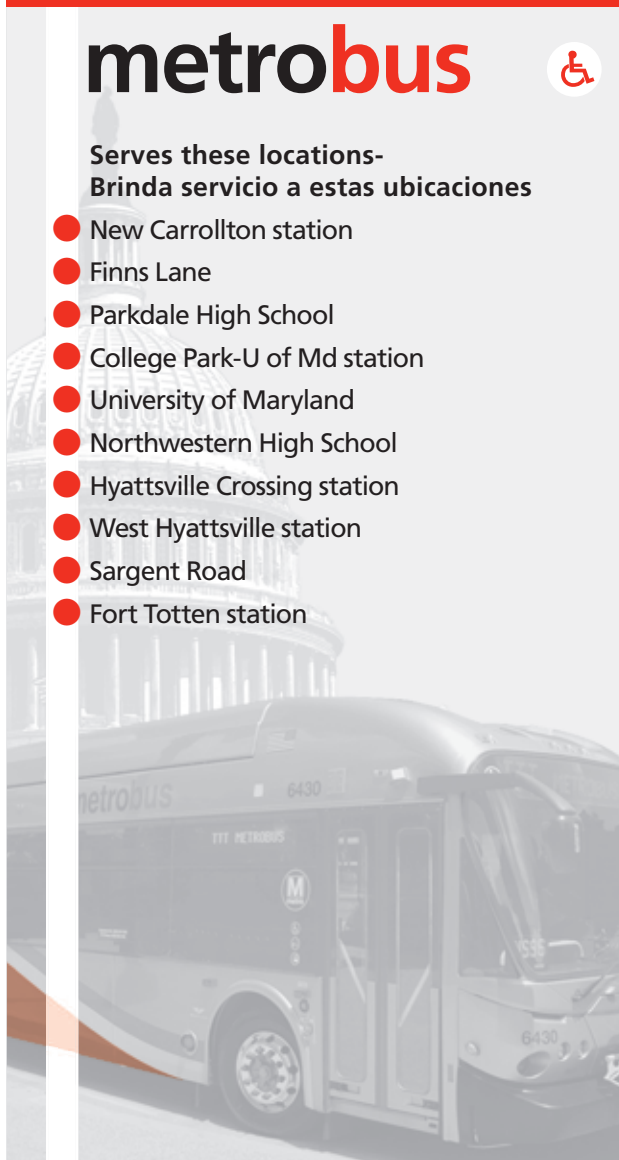 metrobus
Serves these locations-
Brinda servicio a estas ubicaciones
New Carrollton station
Finns Lane
Parkdale High School
College Park-U of Md station
University of Maryland
Northwestern High School
Hyattsville Crossing station
West Hyattsville station
Sargent Road
Fort Totten station
metrobus
6430
TYT METROBUS
M
6430